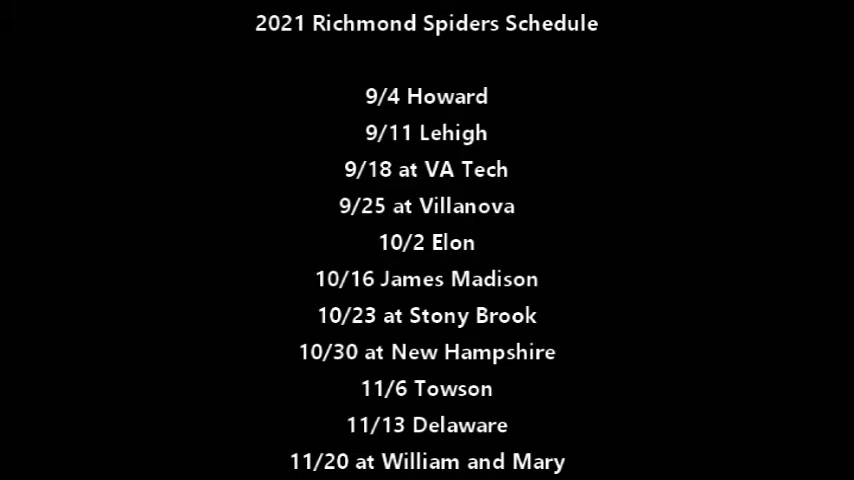 2021 Richmond Spiders Schedule
9/4 Howard
9/11 Lehigh
9/18 at VA Tech
9/25 at Villanova
10/2 Elon
10/16 James Madison
10/23 at Stony Brook
10/30 at New Hampshire
11/6 Towson
11/13 Delaware
11/20 at William and Mary